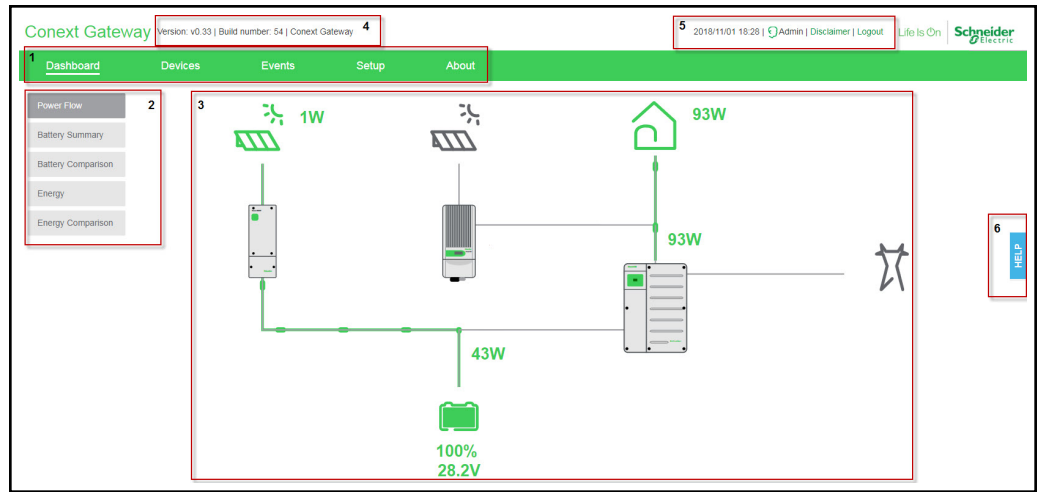 Conext Gateway
Version: v0.33 | Build number: 54 | Conext Gateway
4
5
2018/11/01 18:28 | Admin | Disclaimer | Logout
Life Is On
Schneider
Electric
1
Dashboard
Devices
Events
Setup
About
Power Flow
2
Battery Summary
Battery Comparison
Energy
Energy Comparison
3
1W
93W
93W
43W
100%
28.2V
6
HELP